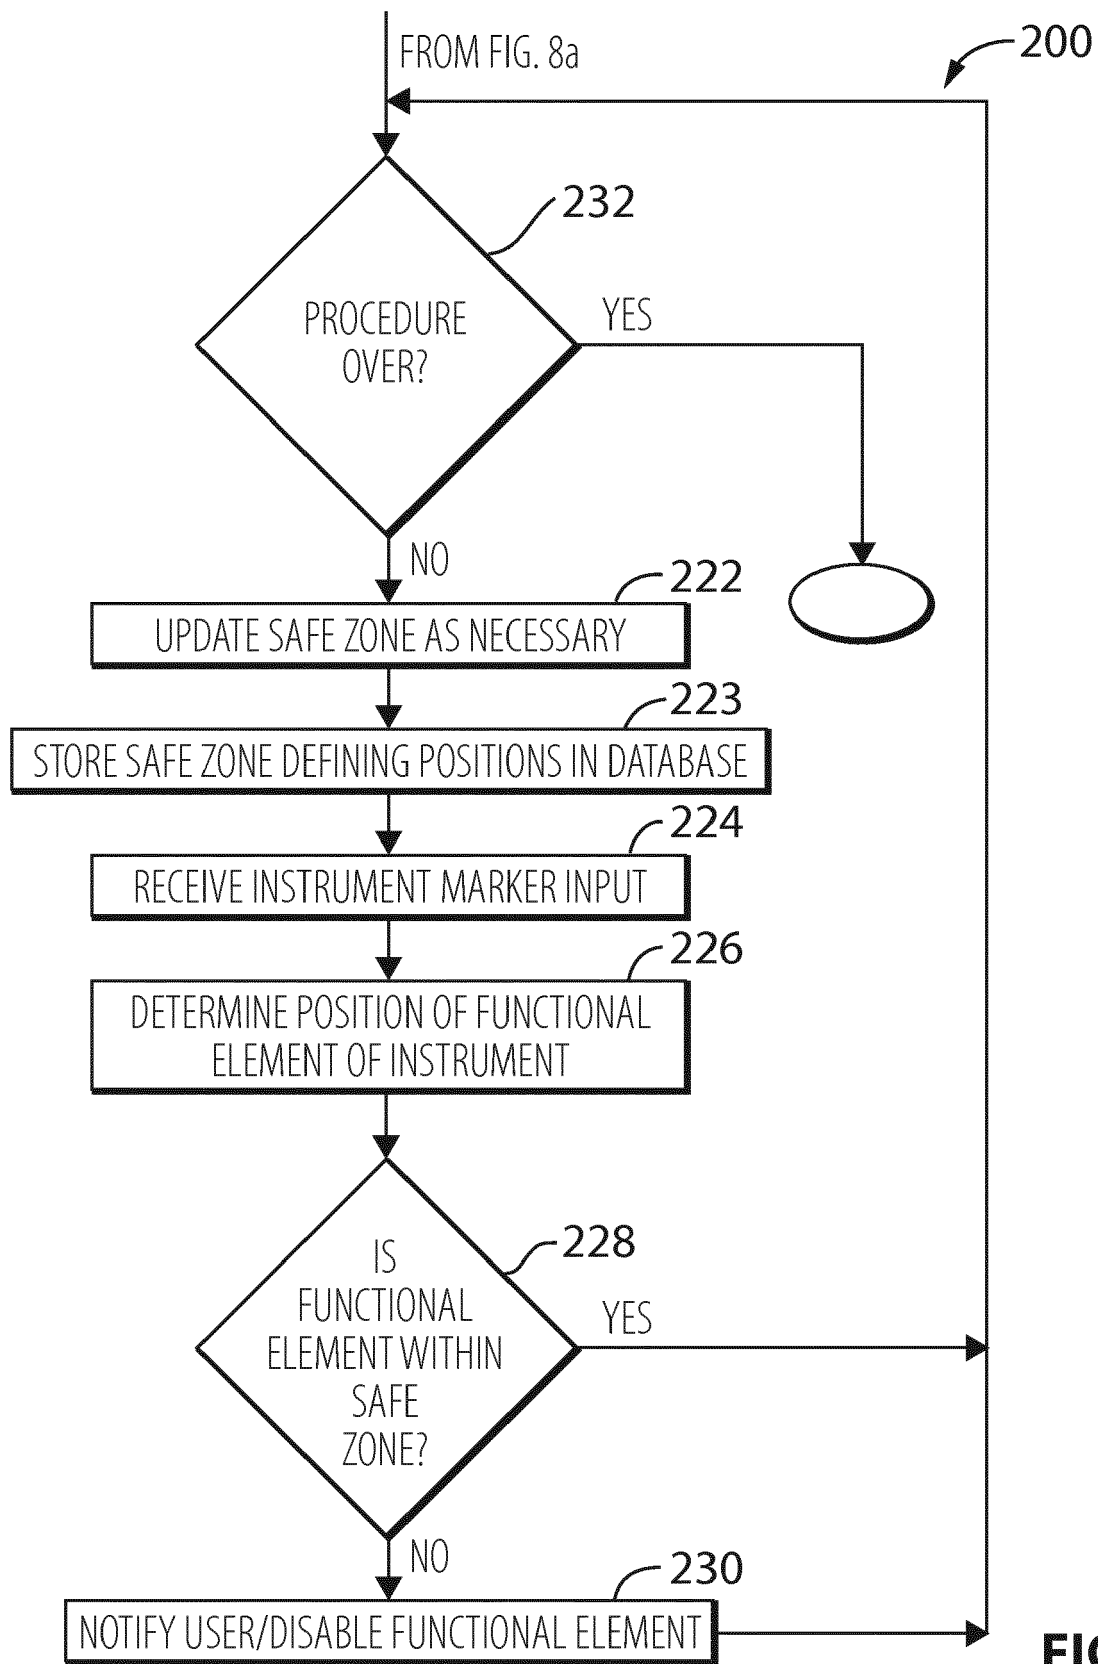 FROM FIG. 8a
200
232
PROCEDURE
OVER?
YES
NO
222
UPDATE SAFE ZONE AS NECESSARY
223
STORE SAFE ZONE DEFINING POSITIONS IN DATABASE
224
RECEIVE INSTRUMENT MARKER INPUT
226
DETERMINE POSITION OF FUNCTIONAL
ELEMENT OF INSTRUMENT
228
IS
FUNCTIONAL
ELEMENT WITHIN
SAFE
ZONE?
YES
NO
230
NOTIFY USER/DISABLE FUNCTIONAL ELEMENT